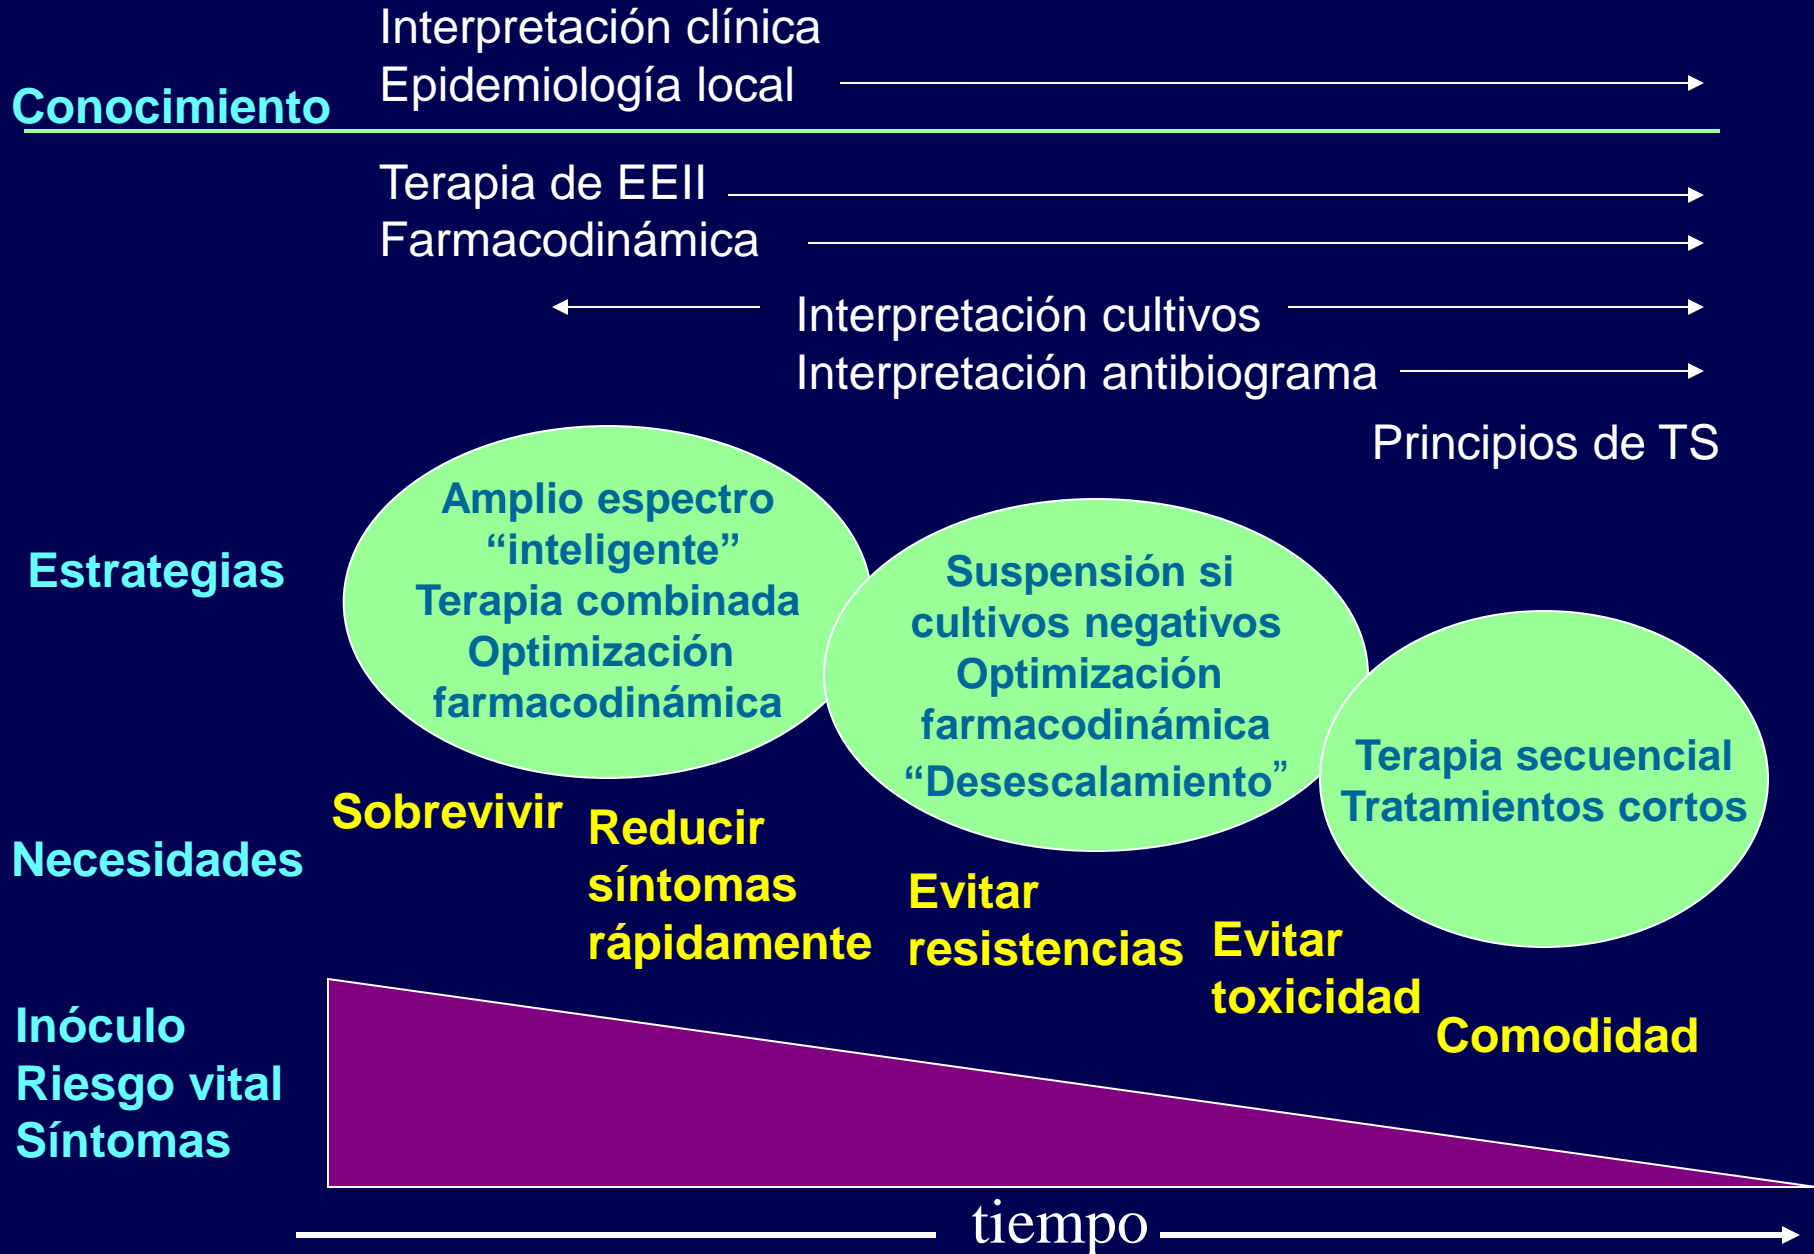 Interpretación clínica
Epidemiología local
Conocimiento
Terapia de EEII
Farmacodinámica
Interpretación cultivos
Interpretación antibiograma
Principios de TS
Estrategias
Amplio espectro
“inteligente”
Terapia combinada
Optimización
farmacodinámica
Suspensión si
cultivos negativos
Optimización
farmacodinámica
“Desescalamiento”
Terapia secuencial
Tratamientos cortos
Necesidades
Sobrevivir
Reducir
síntomas
rápidamente
Evitar
resistencias
Evitar
toxicidad
Comodidad
Inóculo
Riesgo vital
Síntomas
tiempo